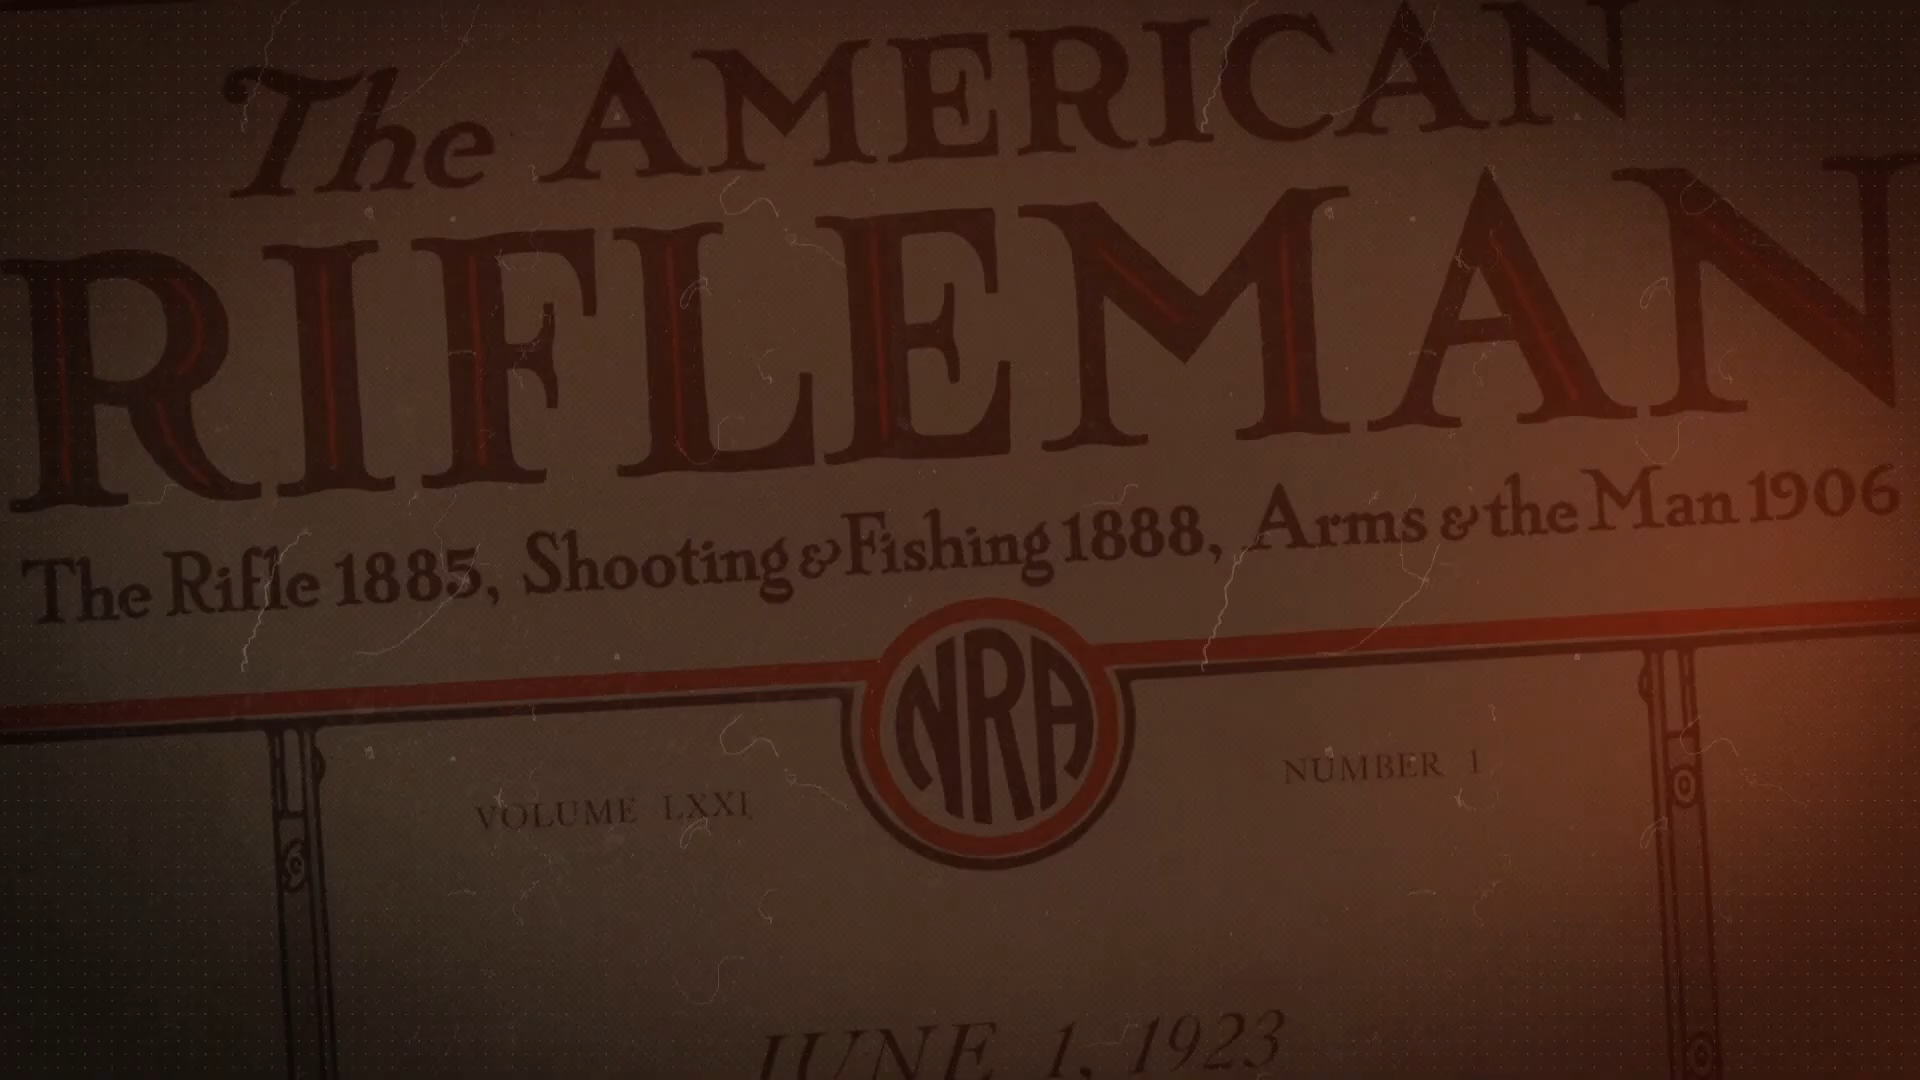 The AMERICAN
RIFLEMAN
The Rifle 1885, Shooting & Fishing 1888, Arms & the Man 1906
NRA
VOLUME LXXI
NUMBER 1
JUNE 1, 1923